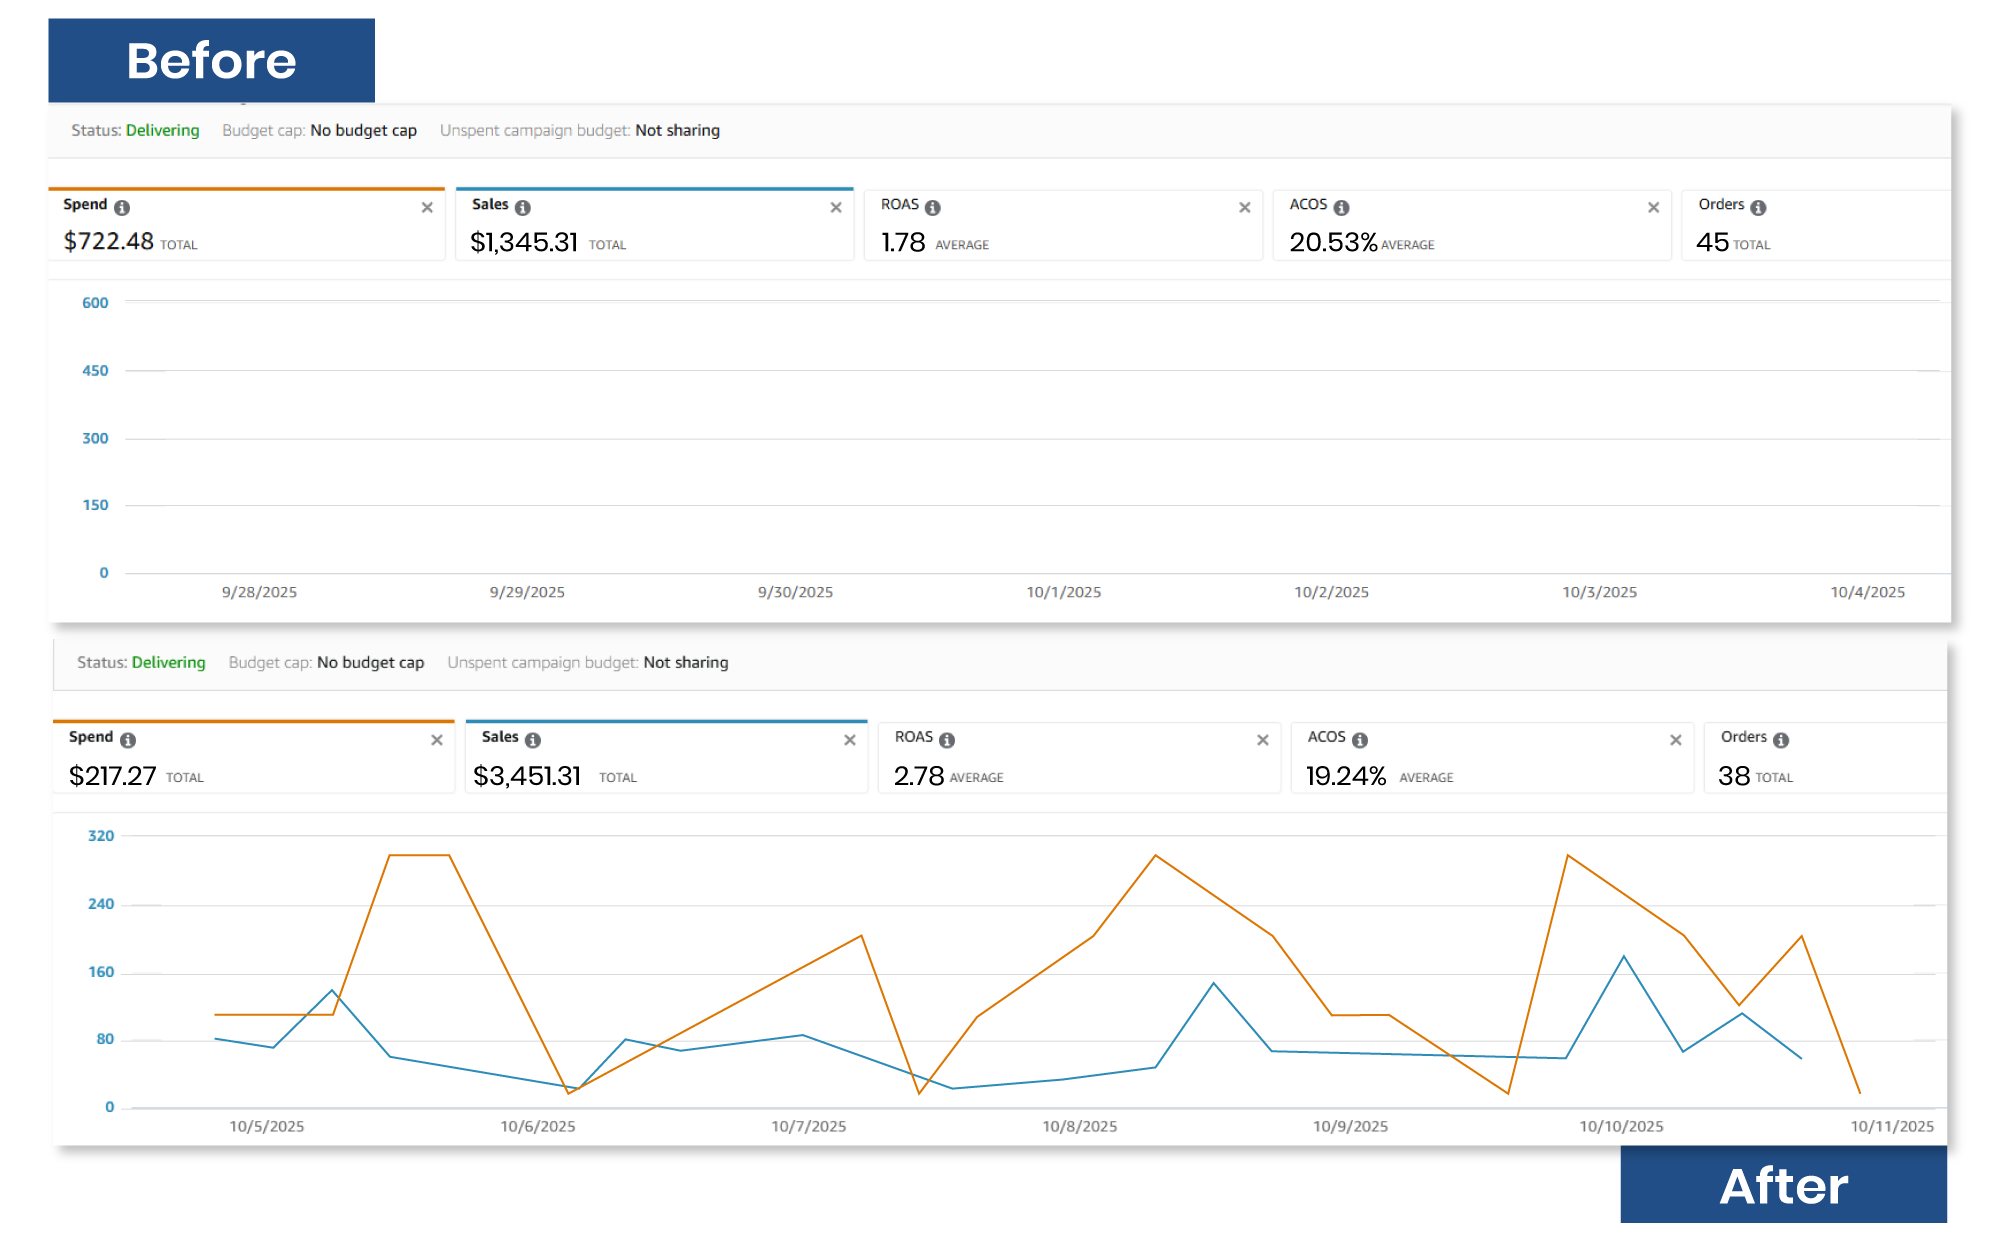 Before
Status: Delivering Budget cap: No budget cap Unspent campaign budget: Not sharing
Spend Sales ROAS ACOS Orders
$722.48 TOTAL $1,345.31 TOTAL 1.78 AVERAGE 20.53% AVERAGE 45 TOTAL
600
450
300
150
0
9/28/2025 9/29/2025 9/30/2025 10/1/2025 10/2/2025 10/3/2025 10/4/2025
Status: Delivering Budget cap: No budget cap Unspent campaign budget: Not sharing
Spend Sales ROAS ACOS Orders
$217.27 TOTAL $3,451.31 TOTAL 2.78 AVERAGE 19.24% AVERAGE 38 TOTAL
320
240
160
80
0
10/5/2025 10/6/2025 10/7/2025 10/8/2025 10/9/2025 10/10/2025 10/11/2025
After